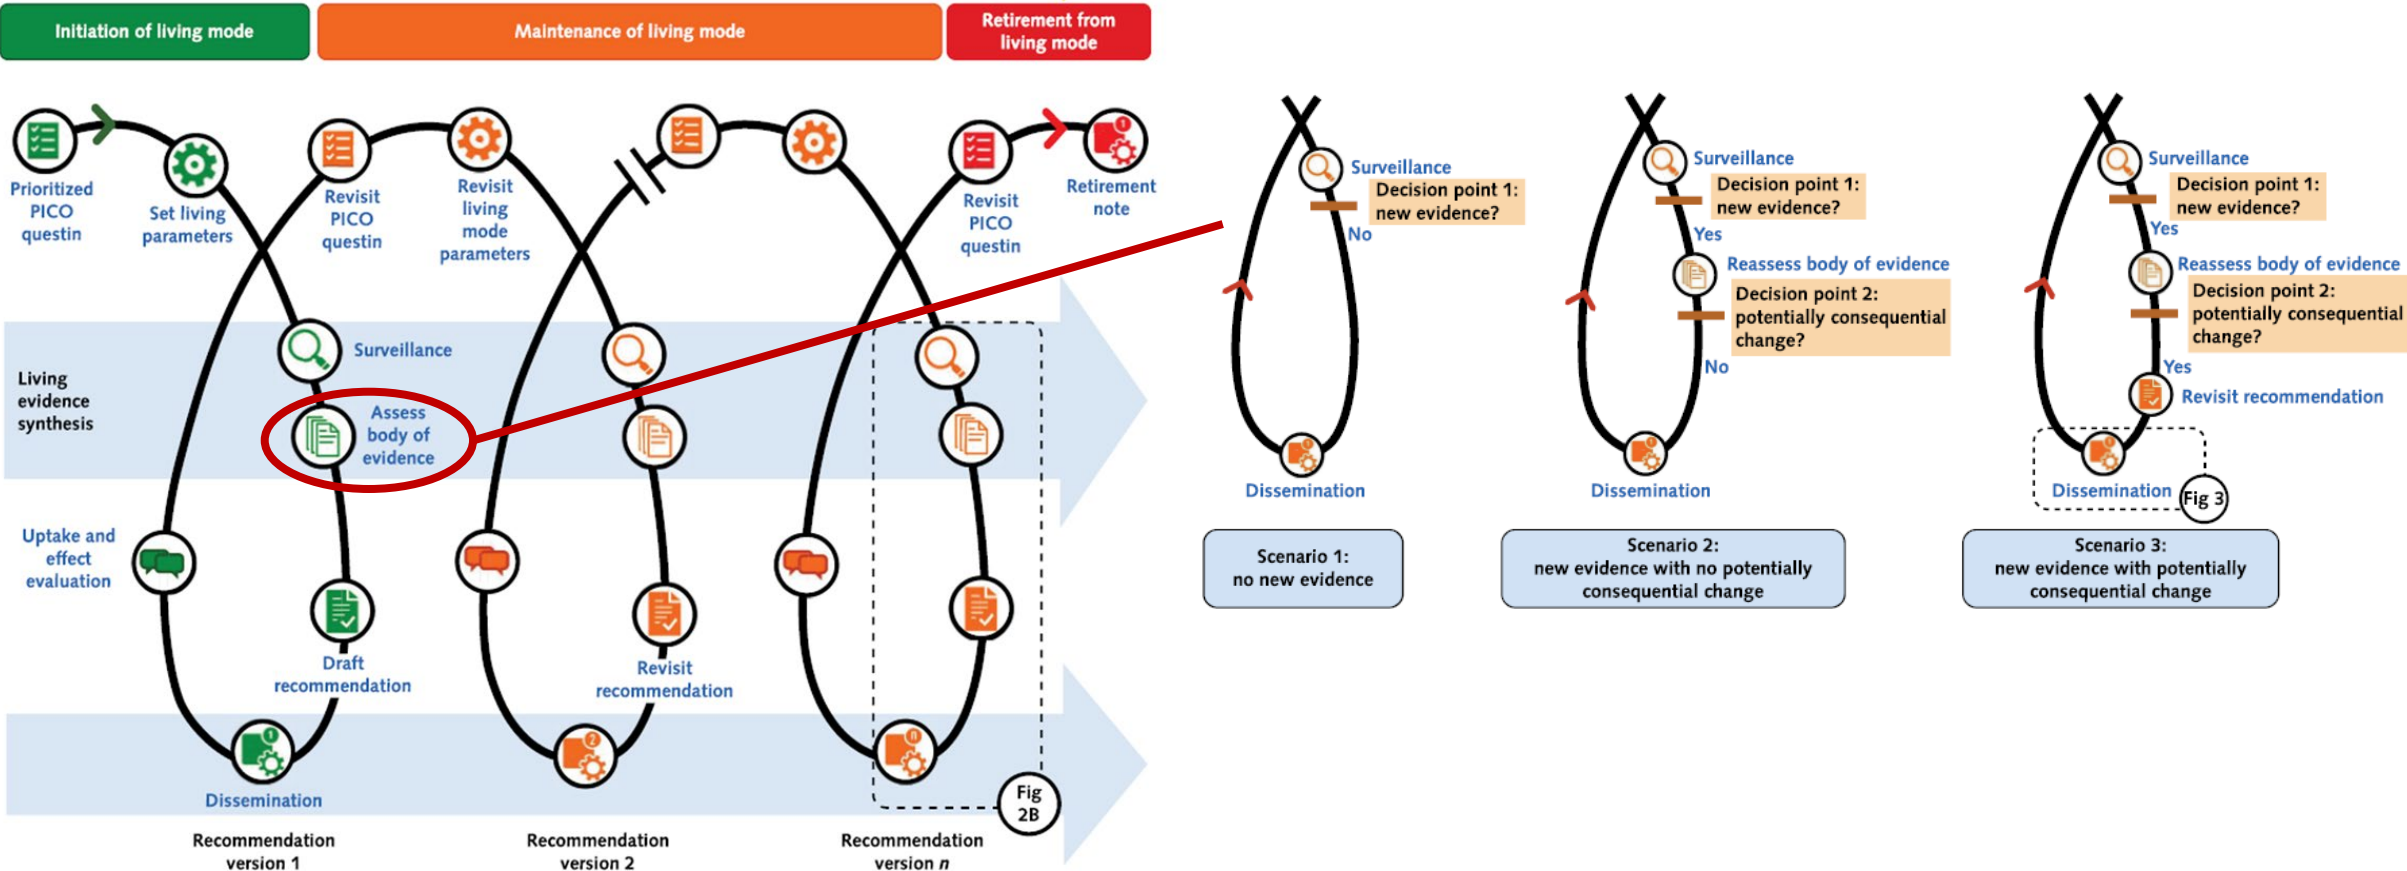 Initiation of living mode
Maintenance of living mode
Retirement from
living mode
Prioritized
PICO
questin
Set living
parameters
Revisit
PICO
questin
Revisit
living
mode
parameters
Revisit
PICO
questin
Retirement
note
1
Living
evidence
synthesis
Surveillance
Assess
body of
evidence
Uptake and
effect
evaluation
Draft
recommendation
Revisit
recommendation
1
2
n
Dissemination
Fig
2B
Recommendation
version 1
Recommendation
version 2
Recommendation
version n
Surveillance
Decision point 1:
new evidence?
No
Dissemination
Scenario 1:
no new evidence
Surveillance
Decision point 1:
new evidence?
Yes
Reassess body of evidence
Decision point 2:
potentially consequential
change?
No
Dissemination
Scenario 2:
new evidence with no potentially
consequential change
Surveillance
Decision point 1:
new evidence?
Yes
Reassess body of evidence
Decision point 2:
potentially consequential
change?
Yes
Revisit recommendation
Dissemination
Fig 3
Scenario 3:
new evidence with potentially
consequential change